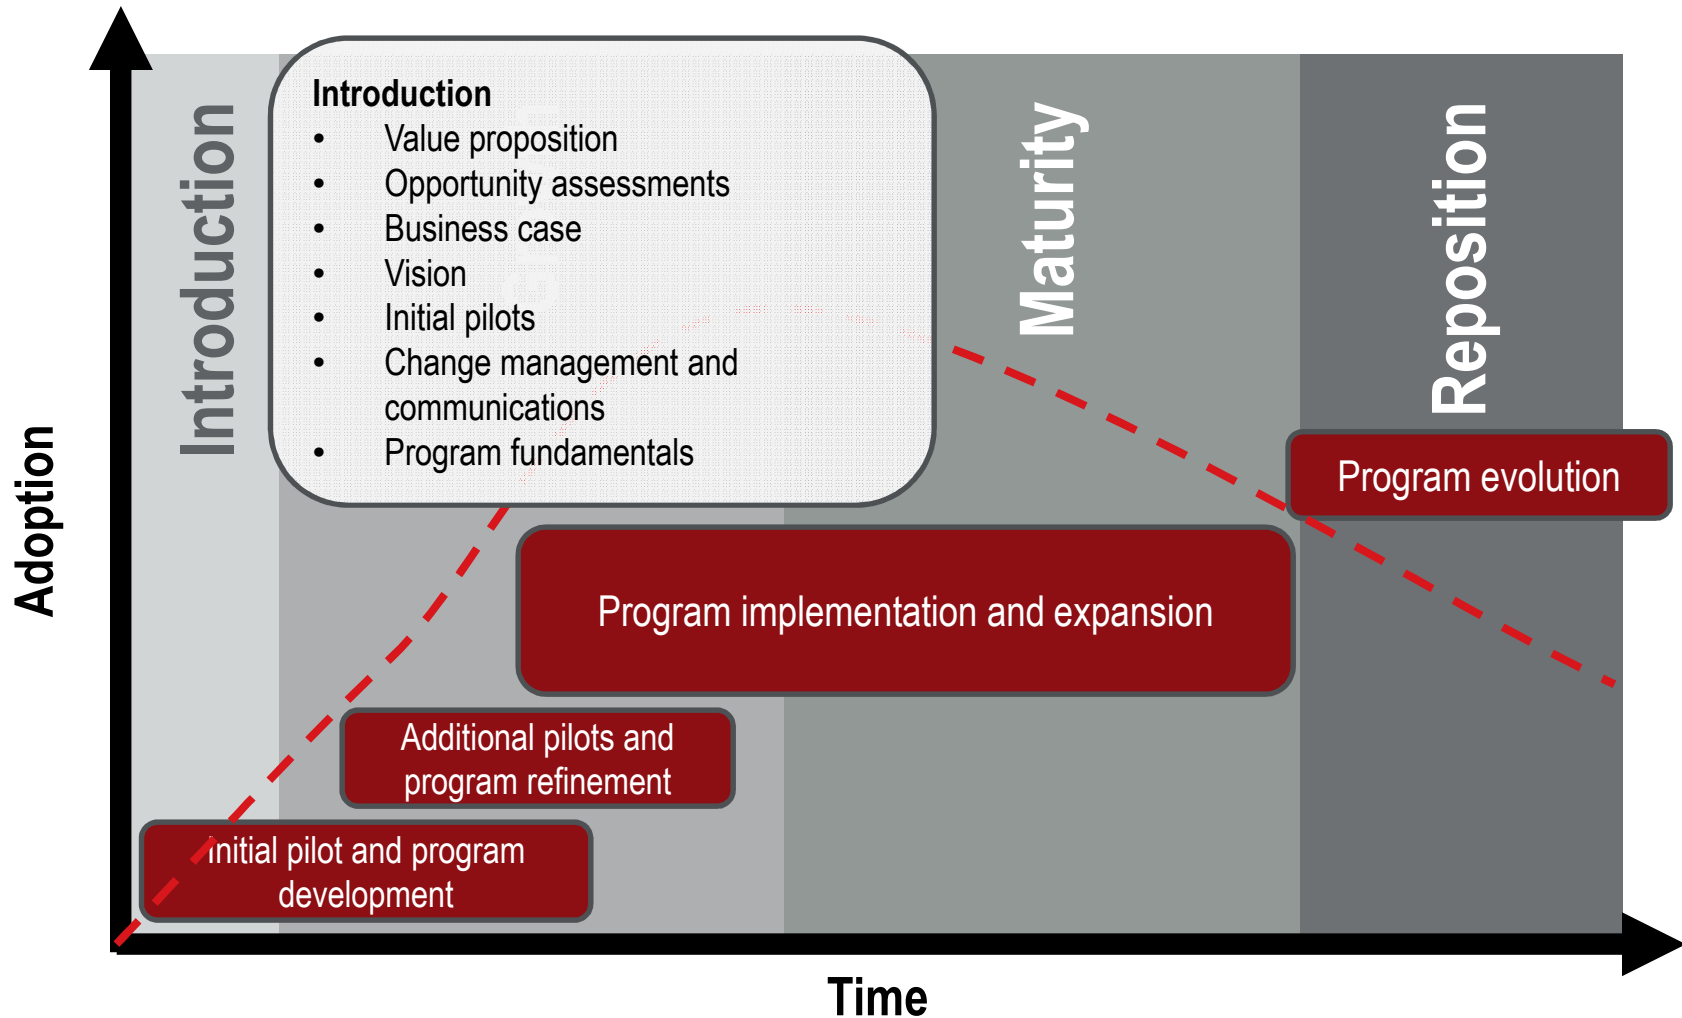 Introduction
Introduction
• Value proposition
• Opportunity assessments
• Business case
• Vision
• Initial pilots
• Change management and
communications
• Program fundamentals
Maturity
Reposition
Adoption
Program evolution
Program implementation and expansion
Additional pilots and
program refinement
Initial pilot and program
development
Time